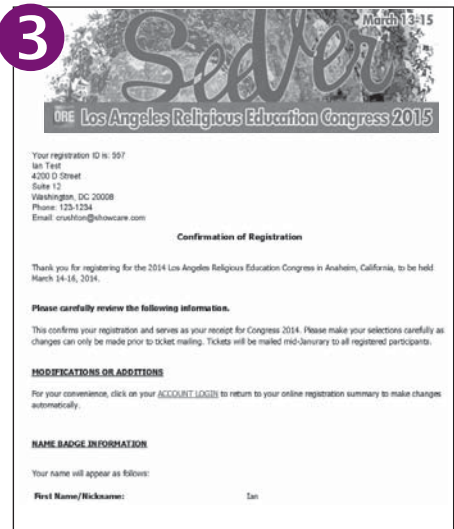 3
March 13-15
See Ver
ORE Los Angeles Religious Education Congress 2015
Your registration ID is: 597
Ian Test
4200 D Street
Suite 12
Washington, DC 20008
Phone: 123-1234
Email: crushton@showcare.com
Confirmation of Registration
Thank you for registering for the 2014 Los Angeles Religious Education Congress in Anaheim, California, to be held
March 14-16, 2014.
Please carefully review the following information.
This confirms your registration and serves as your receipt for Congress 2014. Please make your selections carefully as
changes can only be made prior to ticket mailing. Tickets will be mailed mid-Janurary to all registered participants.
MODIFICATIONS OR ADDITIONS
For your convenience, click on your ACCOUNT LOGIN to return to your online registration summary to make changes
automatically.
NAME BADGE INFORMATION
Your name will appear as follows:
First Name/Nickname: Ian